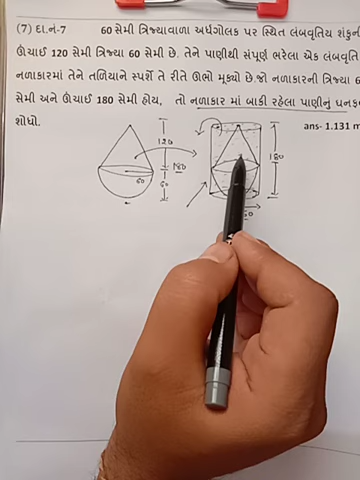 (7) દા.નં-7 60 સેમી ત્રિજ્યાવાળા અર્ધગોલક પર સ્થિત લંબવૃતિય શંકુની
ઊંચાઈ 120 સેમી ત્રિજ્યા 60 સેમી છે. તેને પાણીથી સંપૂર્ણ ભરેલા એક લંબવૃતિય
નળાકારમાં તેને તળિયાને સ્પર્શે તે રીતે ઊભો મૂક્યો છે.જો નળાકારની ત્રિજ્યા 6
સેમી અને ઊંચાઈ 180 સેમી હોય, તો નળાકાર માં બાકી રહેલા પાણીનું ઘનફ
શોધો. ans- 1.131 m
120
180
60
60
180